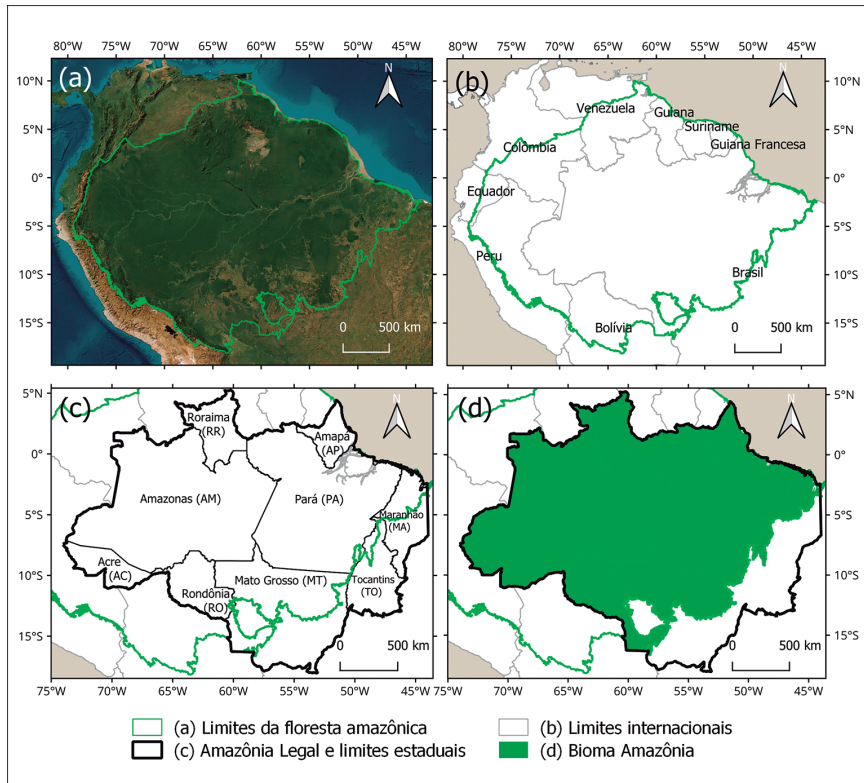 80°W 75°W 70°W 65°W 60°W 55°W 50°W 45°W
80°W 75°W 70°W 65°W 60°W 55°W 50°W 45°W
(a)
N
10°N
5°N
0°
5°S
10°S
15°S
0 500 km
(b)
N
10°N
5°N
0°
5°S
10°S
15°S
Venezuela
Guiana
Suriname
Guiana Francesa
Colômbia
Equador
Peru
Brasil
Bolívia
0 500 km
(c)
N
5°N
0°
5°S
10°S
15°S
Roraima
(RR)
Amapá
(AP)
Amazonas (AM)
Pará (PA)
Maranhão
(MA)
Acre
(AC)
Rondônia
(RO)
Mato Grosso (MT)
Tocantins
(TO)
0 500 km
75°W 70°W 65°W 60°W 55°W 50°W 45°W
(d)
N
5°N
0°
5°S
10°S
15°S
0 500 km
75°W 70°W 65°W 60°W 55°W 50°W 45°W
(a) Limites da floresta amazônica
(b) Limites internacionais
(c) Amazônia Legal e limites estaduais
(d) Bioma Amazônia